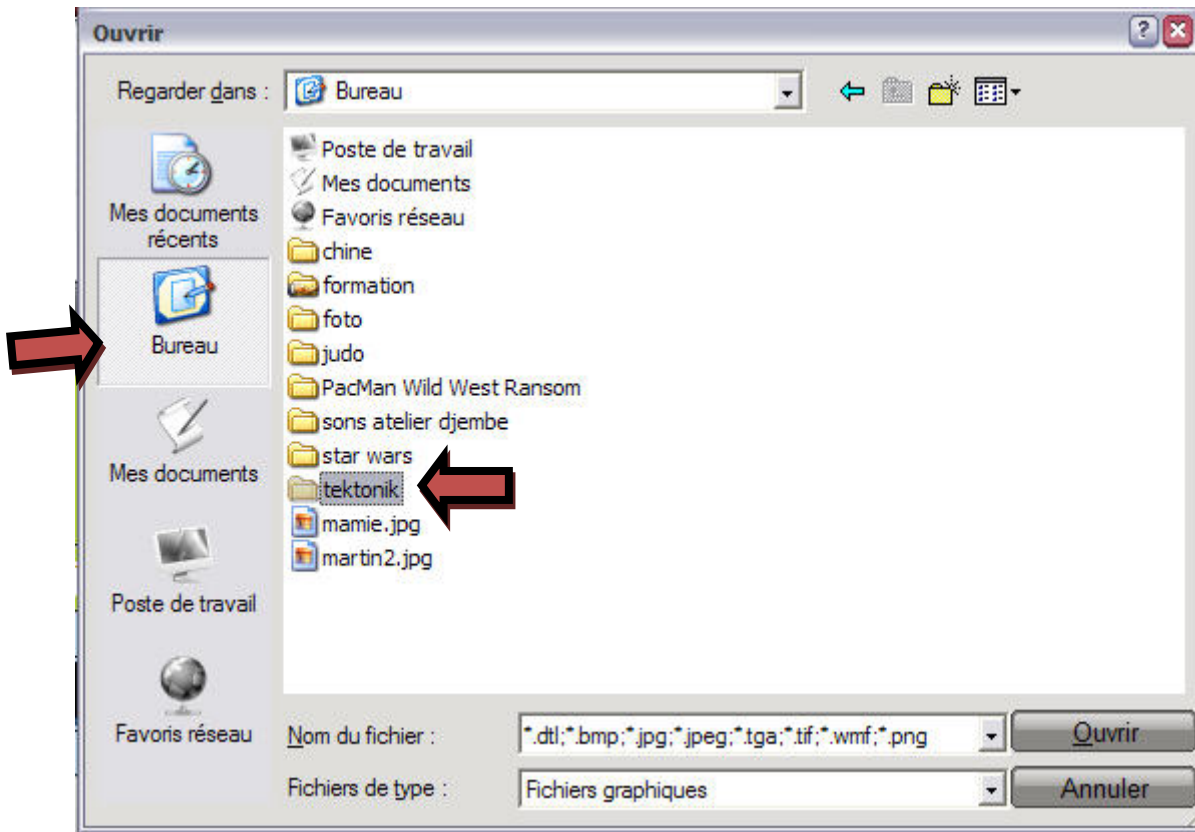 Ouvrir
Regarder dans :
Bureau
Mes documents
récents
Bureau
Mes documents
Poste de travail
Favoris réseau
Poste de travail
Mes documents
Favoris réseau
chine
formation
foto
judo
PacMan Wild West Ransom
sons atelier djembe
star wars
tektonik
mamie.jpg
martin2.jpg
Nom du fichier :
*.dtl;*.bmp;*.jpg;*.jpeg;*.tga;*.tif;*.wmf;*.png
Ouvrir
Fichiers de type :
Fichiers graphiques
Annuler